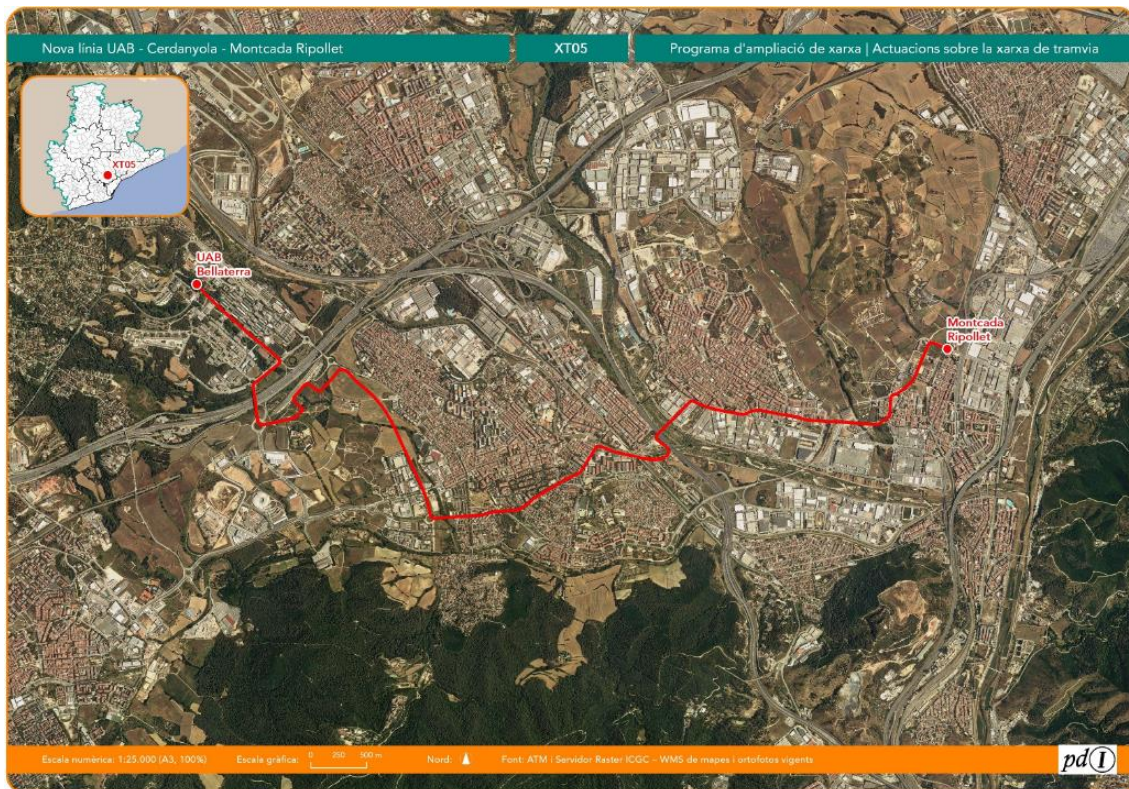 Nova línia UAB - Cerdanyola - Montcada Ripollet
XT05
Programa d'ampliació de xarxa | Actuacions sobre la xarxa de tramvia
XT05
UAB
Bellaterra
Montcada
Ripollet
Escala numèrica: 1:25.000 (A3, 100%)
Escala gràfica:
0 250 500 m
Nord:
Font: ATM i Servidor Raster ICGC – WMS de mapes i ortofotos vigents
pdI